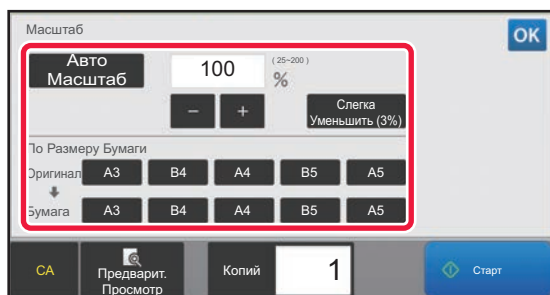 Масштаб
OK
Авто
Масштаб
100
(25~200)
%
−
+
Слегка
Уменьшить (3%)
По Размеру Бумаги
Оригинал
A3
B4
A4
B5
A5
Бумага
A3
B4
A4
B5
A5
CA
Предварит.
Просмотр
Копий
1
Старт